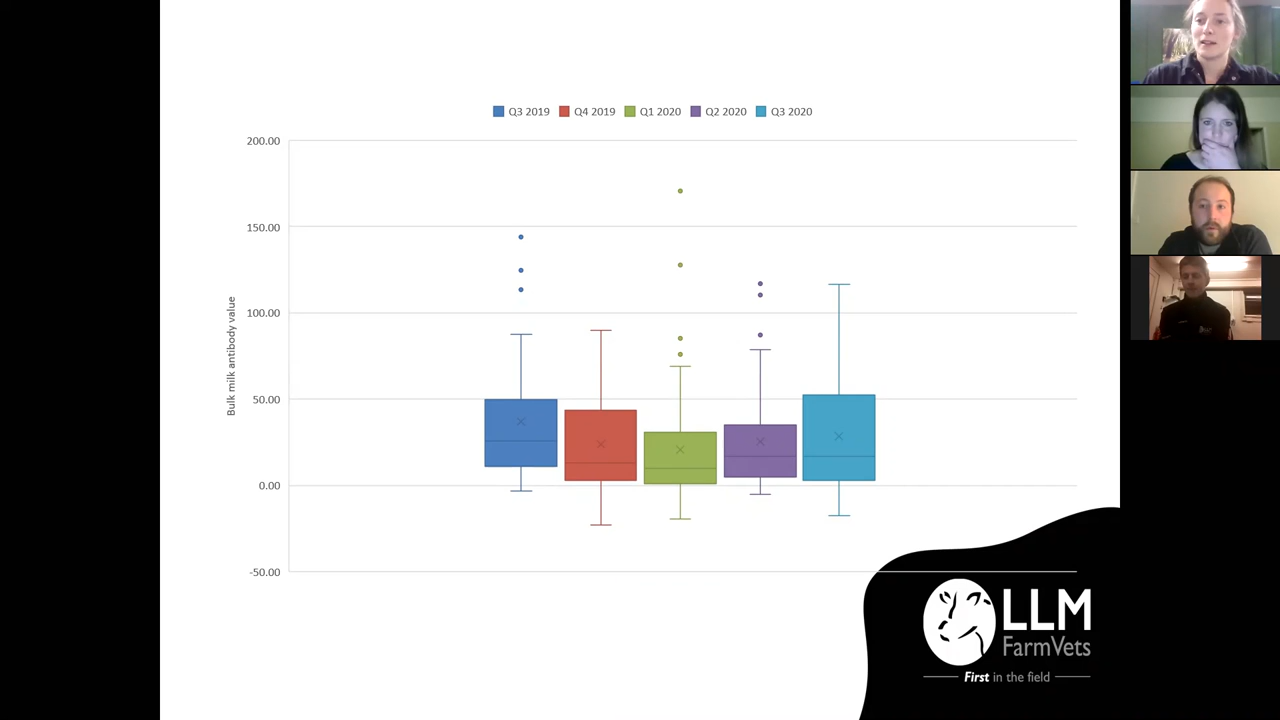 Q3 2019 Q4 2019 Q1 2020 Q2 2020 Q3 2020
200.00
150.00
100.00
50.00
0.00
-50.00
Bulk milk antibody value
LLM
FarmVets
First in the field